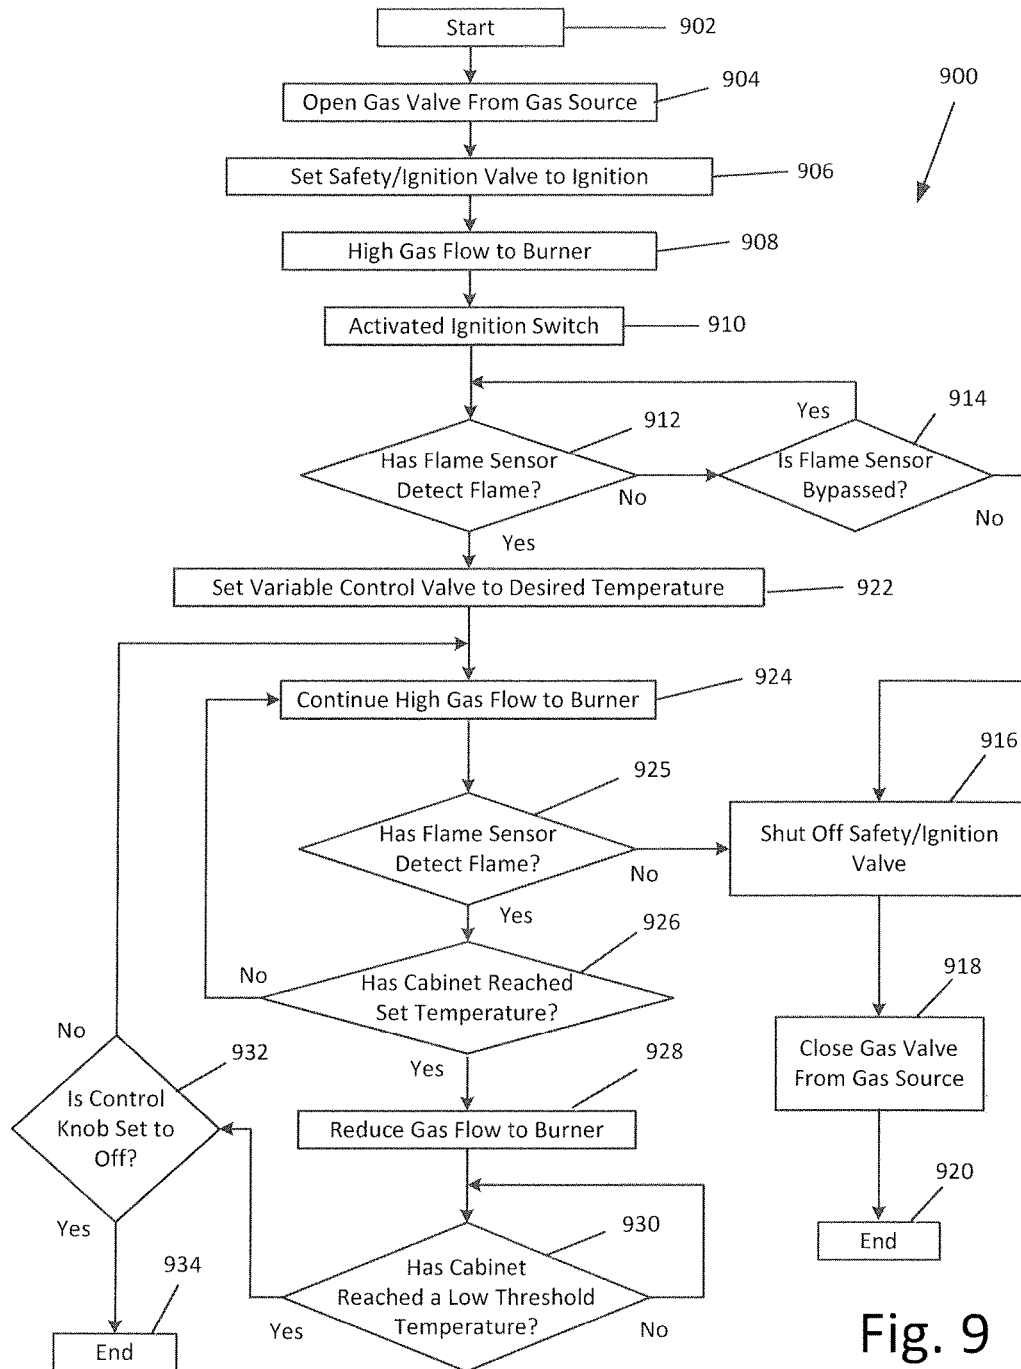 Start
902
Open Gas Valve From Gas Source
904
900
Set Safety/Ignition Valve to Ignition
906
High Gas Flow to Burner
908
Activated Ignition Switch
910
912
Yes
914
Has Flame Sensor
Detect Flame?
No
Is Flame Sensor
Bypassed?
No
Yes
Set Variable Control Valve to Desired Temperature
922
Continue High Gas Flow to Burner
924
925
916
Has Flame Sensor
Detect Flame?
No
Shut Off Safety/Ignition
Valve
Yes
926
No
Has Cabinet Reached
Set Temperature?
918
No
932
Yes
928
Close Gas Valve
From Gas Source
Is Control
Knob Set to
Off?
Reduce Gas Flow to Burner
920
Yes
930
End
934
Has Cabinet
Reached a Low Threshold
Temperature?
Yes
No
End
Fig. 9